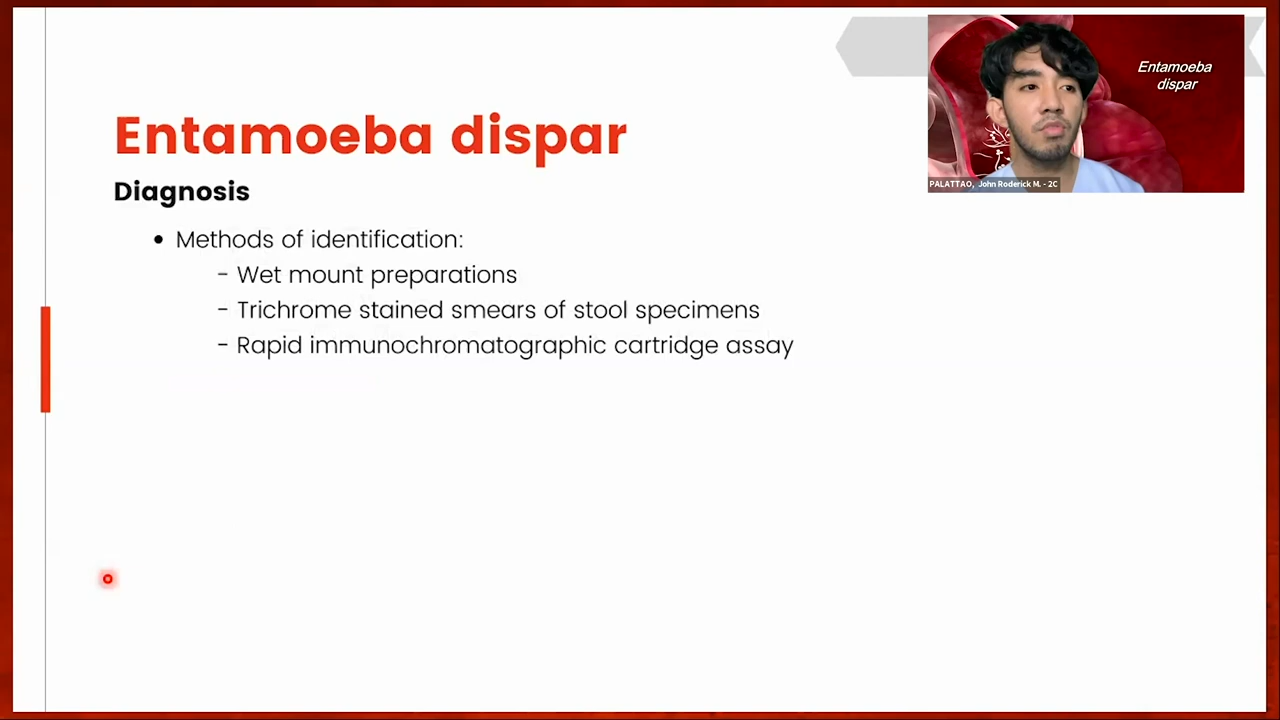 Entamoeba dispar
Diagnosis
• Methods of identification:
- Wet mount preparations
- Trichrome stained smears of stool specimens
- Rapid immunochromatographic cartridge assay
Entamoeba
dispar
PALATTAO, John Roderick M. - 2C